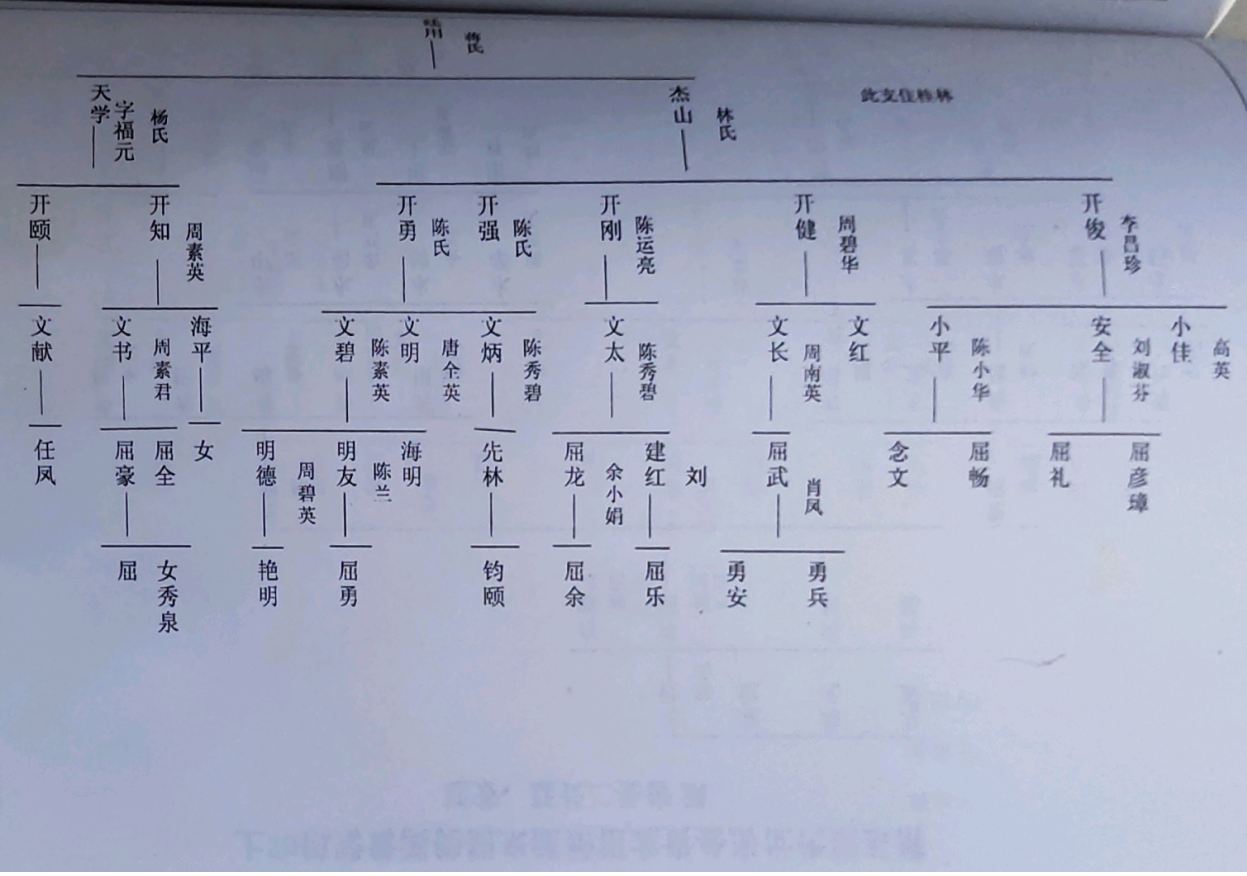 蒋氏
天学
字福元
杨氏
杰山
林氏
此支住桂林
开颐
开知
周素英
开勇
陈氏
开强
陈氏
开刚
陈运亮
开健
周碧华
开俊
李昌珍
文献
文书
周素君
海平
文碧
陈素英
文明
唐全英
文炳
陈秀碧
文太
陈秀碧
文长
周南英
文红
小平
陈小华
安全
刘淑芬
小佳
高英
任凤
屈豪
屈全
女
明德
周碧英
明友
陈兰
海明
先林
屈龙
余小娟
建红
刘
屈武
肖凤
念文
屈畅
屈礼
屈彦璋
屈
女秀泉
艳明
屈勇
钧颐
屈余
屈乐
勇安
勇兵